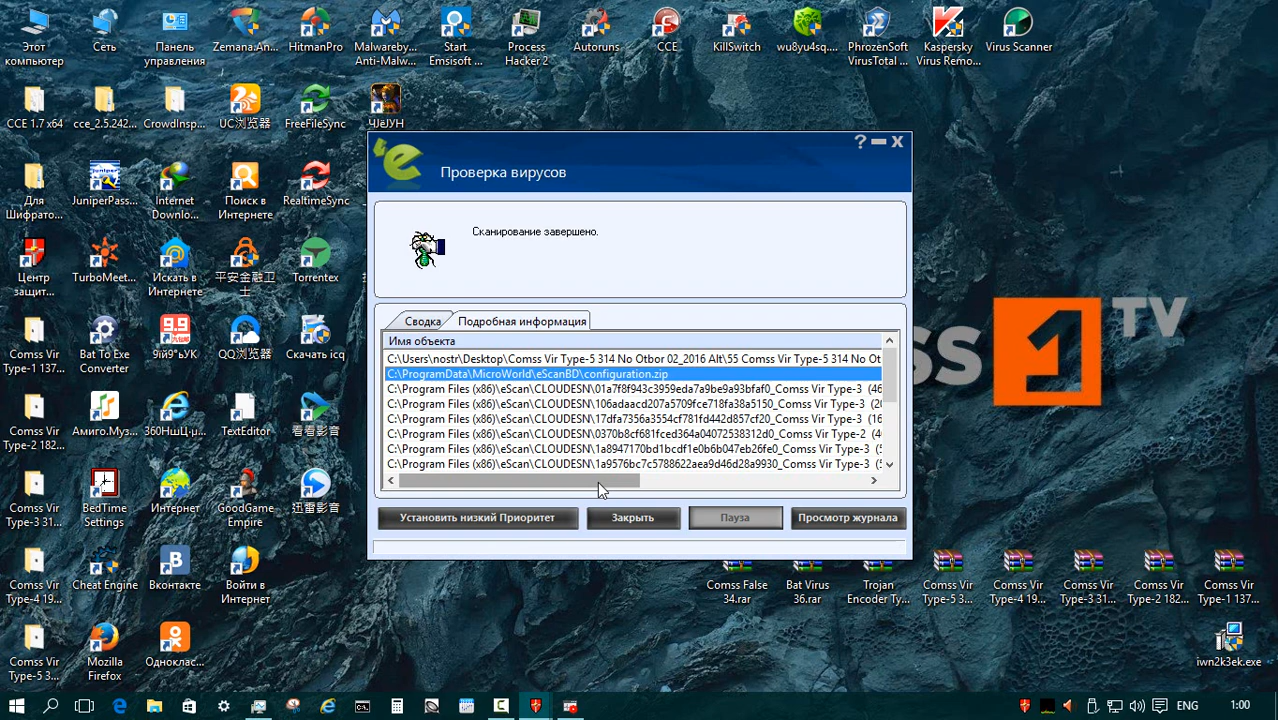 Этот компьютер
Сеть
Панель управления
Zemana.An...
HitmanPro
Malwareby... Anti-Malw...
Start Emsisoft ...
Process Hacker 2
Autoruns
CCE
KillSwitch
wu8yu4sq....
PhrozenSoft VirusTotal ...
Kaspersky Virus Remo...
Virus Scanner
CCE 1.7 x64
cce_2.5.242...
CrowdInsp...
UC浏览器
FreeFileSync
Для Шифрато...
JuniperPass...
Internet Downlo...
Поиск в Интернете
RealtimeSync
Центр защит...
TurboMeet...
Искать в Интернете
平安金融卫士
Torrentex
Comss Vir Type-1 137...
Bat To Exe Converter
QQ浏览器
Скачать icq
Comss Vir Type-2 182...
Амиго.Муз...
TextEditor
看看影音
Comss Vir Type-3 31...
BedTime Settings
Интернет
GoodGame Empire
迅雷影音
Comss Vir Type-4 19...
Cheat Engine
Вконтакте
Войти в Интернет
Comss Vir Type-5 3...
Mozilla Firefox
Однoклас...
Проверка вирусов
Сканирование завершено.
Сводка
Подробная информация
Имя объекта
C:\Users\nostr\Desktop\Comss Vir Type-5 314 No Otbor 02_2016 Alt\55 Comss Vir Type-5 314 No Ot
C:\ProgramData\MicroWorld\eScanBD\configuration.zip
C:\Program Files (x86)\eScan\CLOUDESN\01a7f8f943c3959eda7a9be9a93bfaf0_Comss Vir Type-3 (46
C:\Program Files (x86)\eScan\CLOUDESN\106adaacd207a5709fce718fa38a5150_Comss Vir Type-3 (20
C:\Program Files (x86)\eScan\CLOUDESN\17dfa7356a3554cf781fd442d857cf20_Comss Vir Type-3 (16
C:\Program Files (x86)\eScan\CLOUDESN\0370b8cf681fced364a04072538312d0_Comss Vir Type-2 (4
C:\Program Files (x86)\eScan\CLOUDESN\1a8947170bd1bcdf1e0b6b047eb26fe0_Comss Vir Type-3 (5
C:\Program Files (x86)\eScan\CLOUDESN\1a9576bc7c5788622aea9d46d28a9930_Comss Vir Type-3 (5
Установить низкий Приоритет
Закрыть
Пауза
Просмотр журнала
ss
1
TV
Comss False 34.rar
Bat Virus 36.rar
Trojan Encoder Ty...
Comss Vir Type-5 3...
Comss Vir Type-4 19...
Comss Vir Type-3 31...
Comss Vir Type-2 182...
Comss Vir Type-1 137...
iwn2k3ek.exe
ENG
1:00